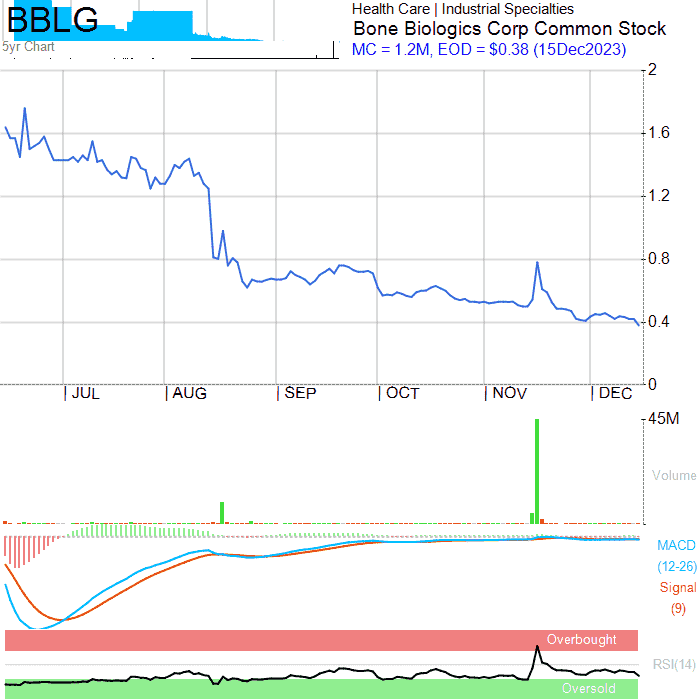 BBLG
5yr Chart
Health Care | Industrial Specialties
Bone Biologics Corp Common Stock
MC = 1.2M, EOD = $0.38 (15Dec2023)
2
1.6
1.2
0.8
0.4
0
JUL AUG SEP OCT NOV DEC
45M
Volume
MACD
(12-26)
Signal
(9)
Overbought
RSI(14)
Oversold